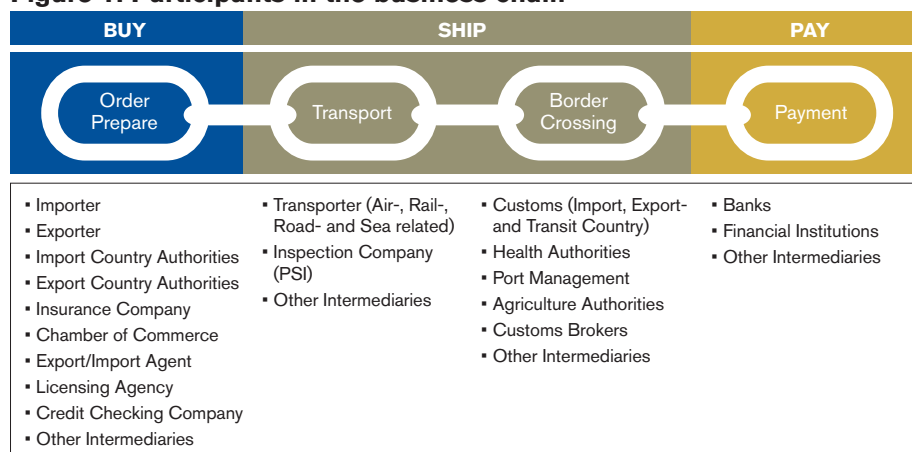 BUY
SHIP
PAY
Order
Prepare
Transport
Border
Crossing
Payment
▪ Importer
▪ Exporter
▪ Import Country Authorities
▪ Export Country Authorities
▪ Insurance Company
▪ Chamber of Commerce
▪ Export/Import Agent
▪ Licensing Agency
▪ Credit Checking Company
▪ Other Intermediaries
▪ Transporter (Air-, Rail-,
Road- and Sea related)
▪ Inspection Company
(PSI)
▪ Other Intermediaries
▪ Customs (Import, Export-
and Transit Country)
▪ Health Authorities
▪ Port Management
▪ Agriculture Authorities
▪ Customs Brokers
▪ Other Intermediaries
▪ Banks
▪ Financial Institutions
▪ Other Intermediaries